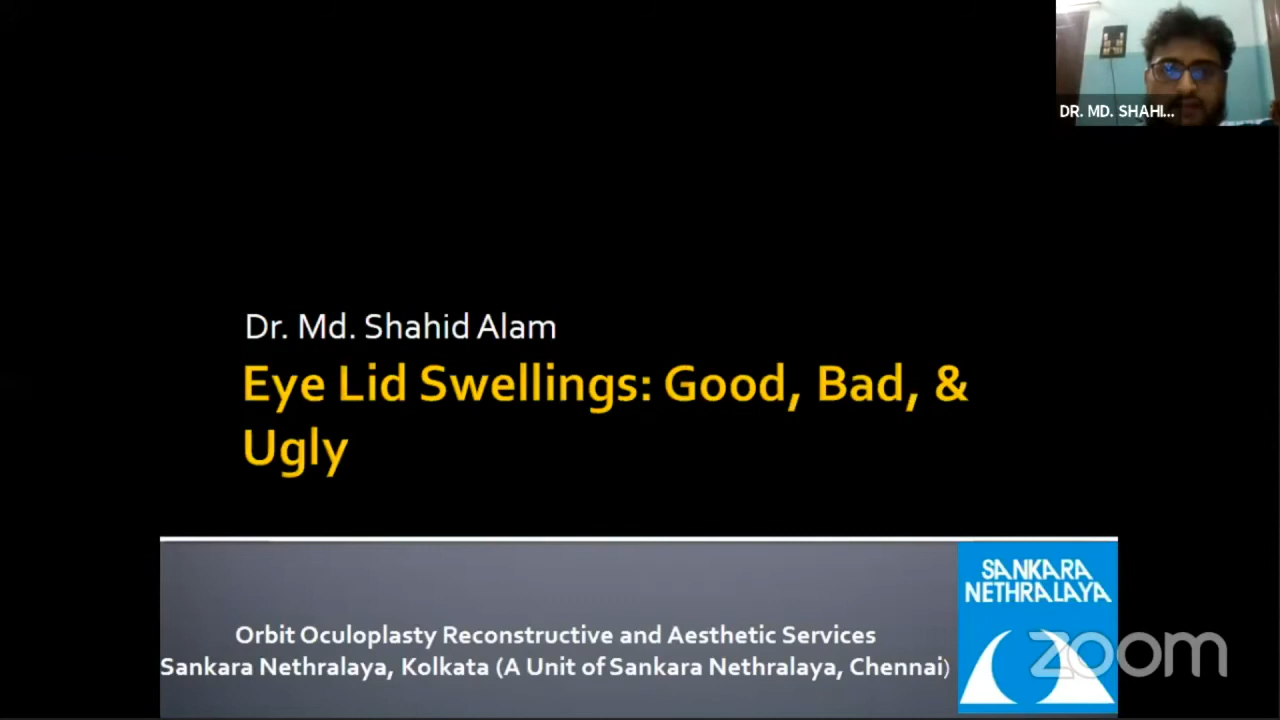 DR. MD. SHAHI...
Dr. Md. Shahid Alam
Eye Lid Swellings: Good, Bad, &
Ugly
SANKARA
NETHRALAYA
Orbit Oculoplasty Reconstructive and Aesthetic Services
Sankara Nethralaya, Kolkata (A Unit of Sankara Nethralaya, Chennai)
zoom